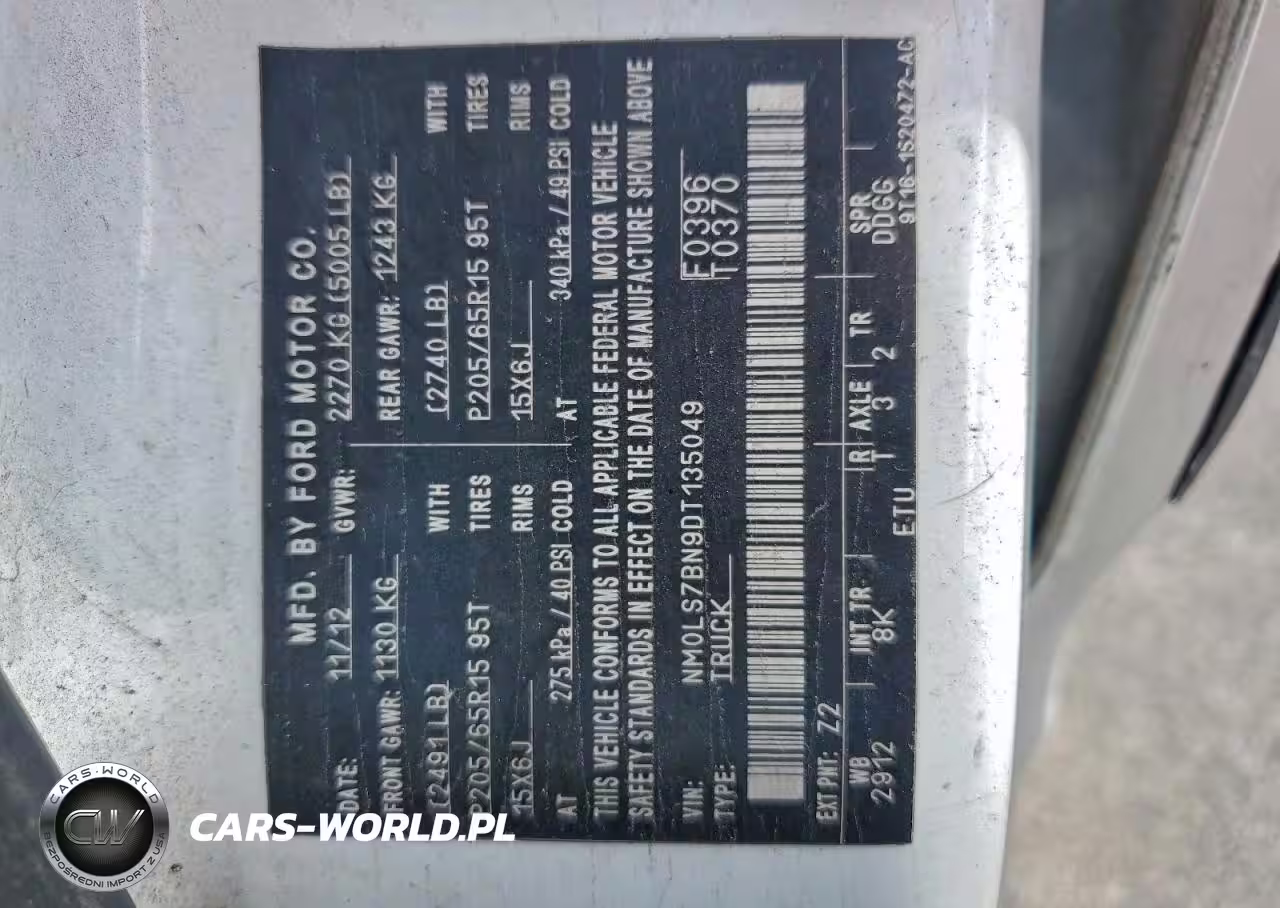 MFD. BY FORD MOTOR CO.
DATE: 11/12 GVWR: 2270 KG (5005 LB)
FRONT GAWR: 1130 KG REAR GAWR: 1243 KG
(2491 LB) WITH (2740 LB) WITH
P205/65R15 95T TIRES P205/65R15 95T TIRES
15X6J RIMS 15X6J RIMS
AT 275 kPa / 40 PSI COLD AT 340 kPa / 49 PSI COLD
THIS VEHICLE CONFORMS TO ALL APPLICABLE FEDERAL MOTOR VEHICLE
SAFETY STANDARDS IN EFFECT ON THE DATE OF MANUFACTURE SHOWN ABOVE
VIN: NM0LS7BN9DT135049 F0396
TYPE: TRUCK T0370
EXT PNT: Z2
WB INT TR R AXLE TR SPR
2912 8K T 3 2 DDGG
E.TU 9T16-1520472-AC
CARS-WORLD
CW
BEZPOŚREDNI IMPORT Z USA
CARS-WORLD.PL